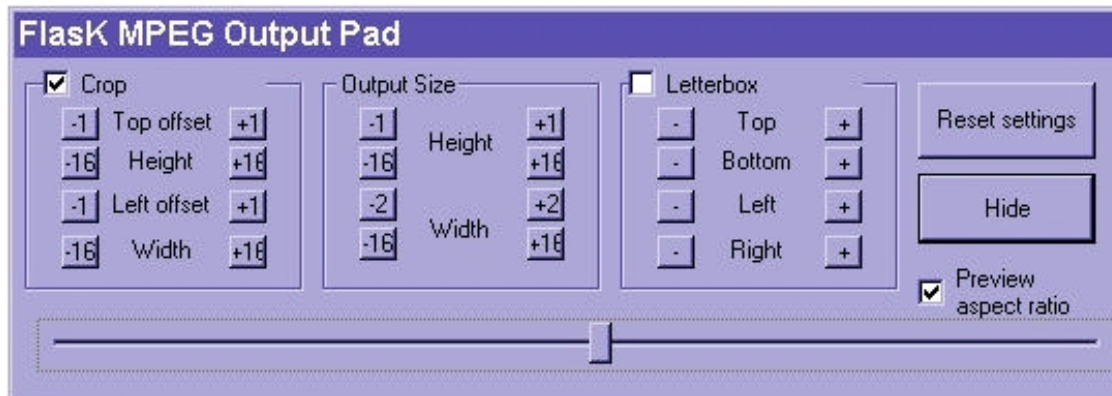 FlasK MPEG Output Pad
Crop
-1 Top offset +1
-16 Height +16
-1 Left offset +1
-16 Width +16
Output Size
-1 Height +1
-16 +16
-2 Width +2
-16 +16
Letterbox
- Top +
- Bottom +
- Left +
- Right +
Reset settings
Hide
Preview
aspect ratio